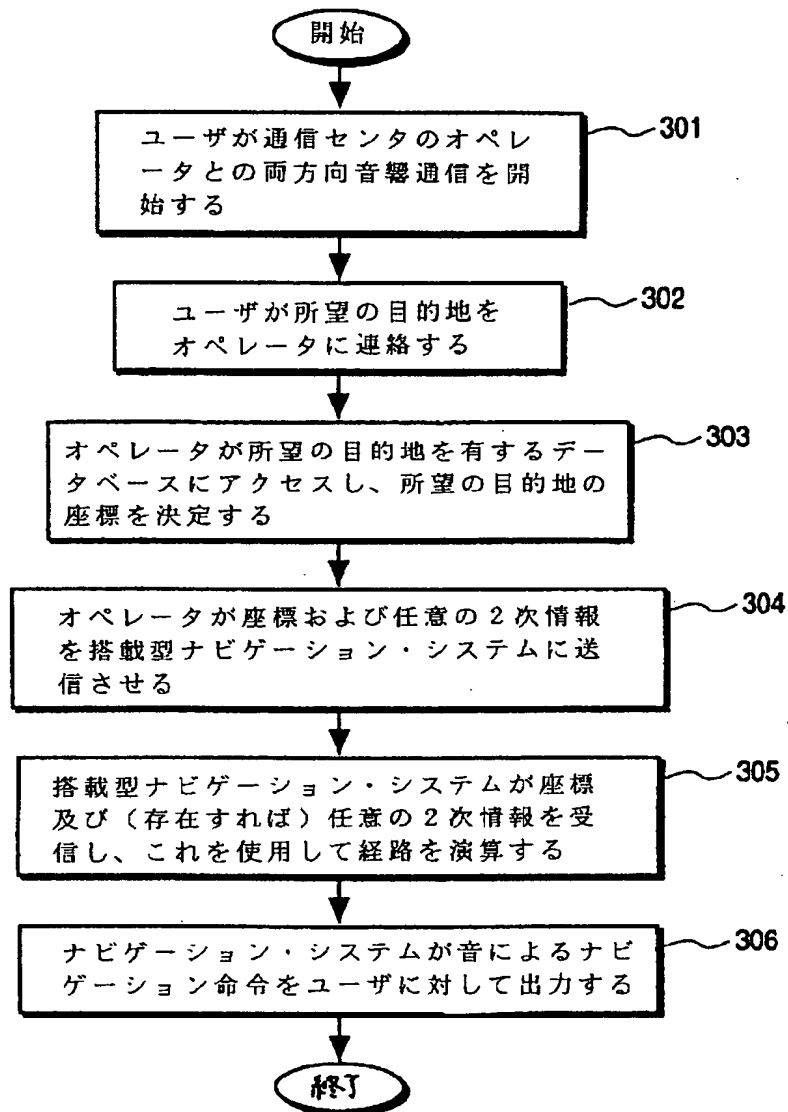 開始
301
ユーザが通信センタのオペレ
ータとの両方向音響通信を開
始する
302
ユーザが所望の目的地を
オペレータに連絡する
303
オペレータが所望の目的地を有するデー
タベースにアクセスし、所望の目的地の
座標を決定する
304
オペレータが座標および任意の2次情報
を搭載型ナビゲーション・システムに送
信させる
305
搭載型ナビゲーション・システムが座標
及び(存在すれば)任意の2次情報を受
信し、これを使用して経路を演算する
306
ナビゲーション・システムが音によるナビ
ゲーション命令をユーザに対して出力する
終了